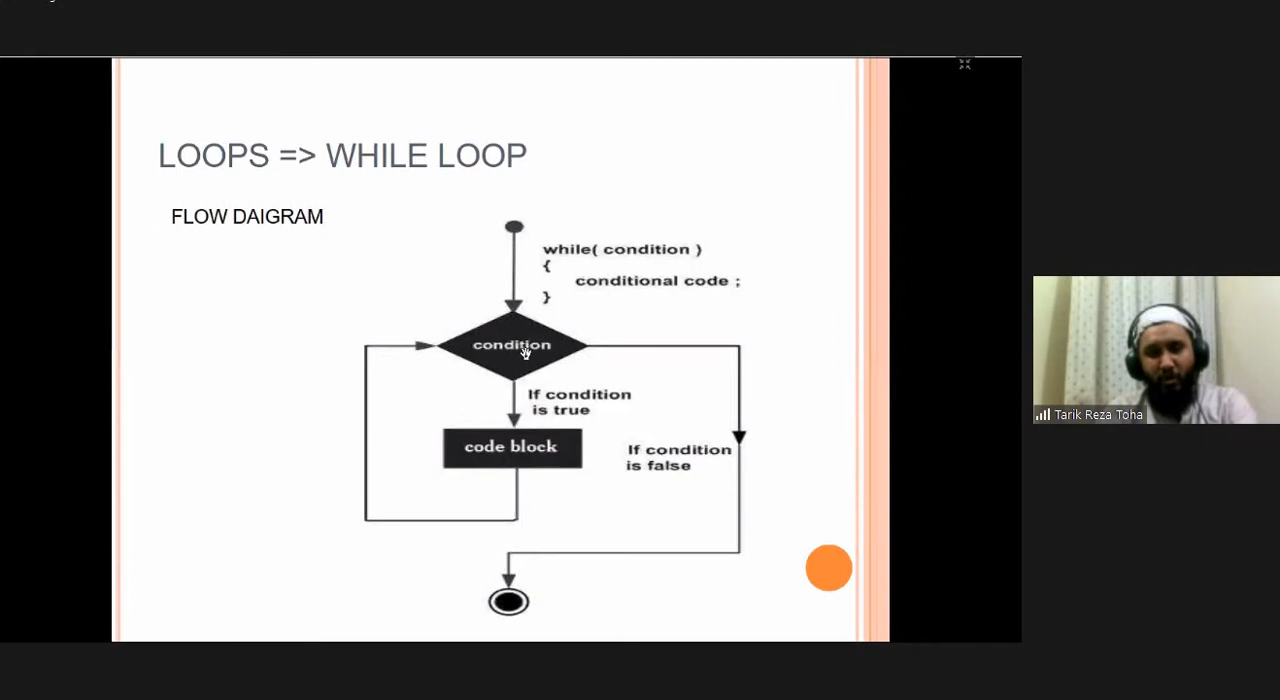 LOOPS => WHILE LOOP
FLOW DAIGRAM
while( condition )
{
conditional code ;
}
condition
If condition
is true
code block
If condition
is false
Tarik Reza Toha